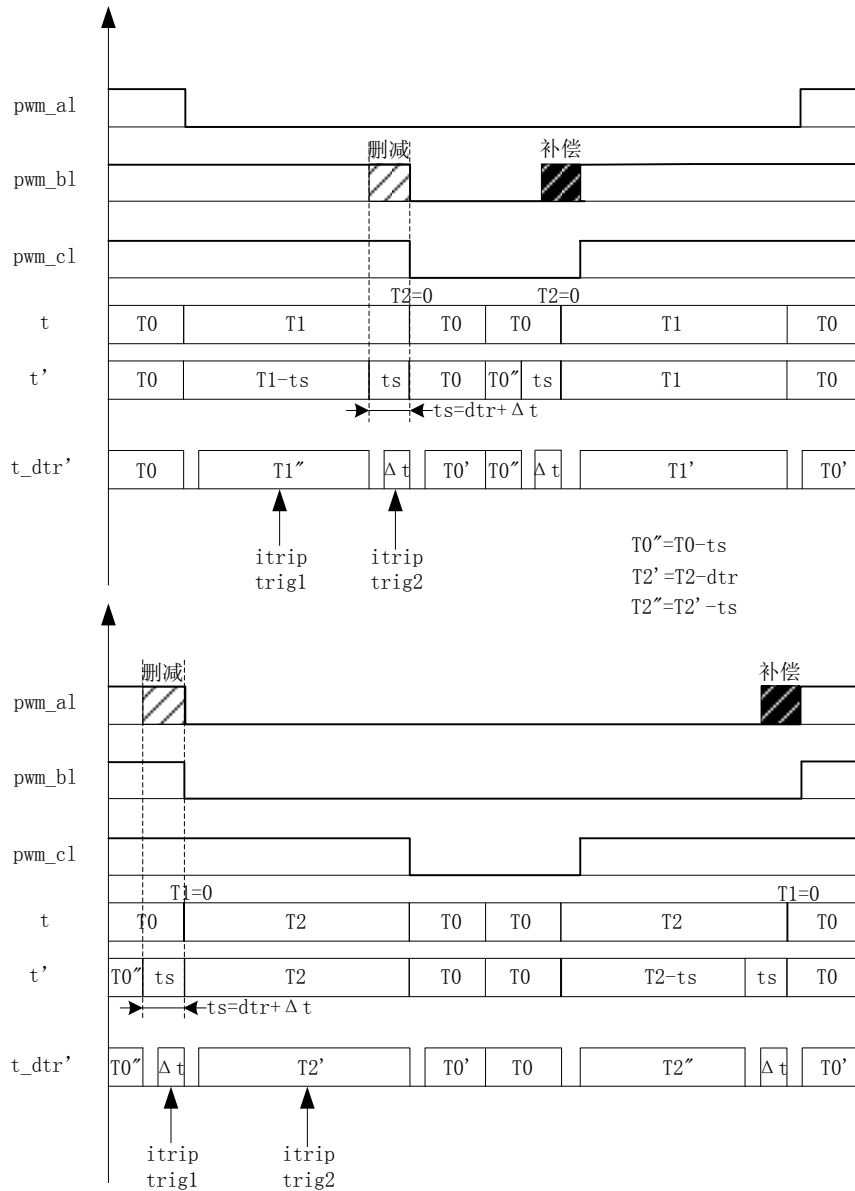 pwm_al
删减 补偿
pwm_bl
pwm_cl
T2=0 T2=0
t T0 T1 T0 T0 T1 T0
t' T0 T1-ts ts T0 T0″ ts T1 T0
ts=dtr+Δt
t_dtr' T0 T1″ Δt T0' T0″ Δt T1' T0'
itrip itrip
trig1 trig2
T0″=T0-ts
T2'=T2-dtr
T2″=T2'-ts
删减 补偿
pwm_al
pwm_bl
pwm_cl
T1=0 T1=0
t T0 T2 T0 T0 T2 T0
t' T0″ ts T2 T0 T0 T2-ts ts T0
ts=dtr+Δt
t_dtr' T0″ Δt T2' T0' T0 T2″ Δt T0'
itrip itrip
trig1 trig2